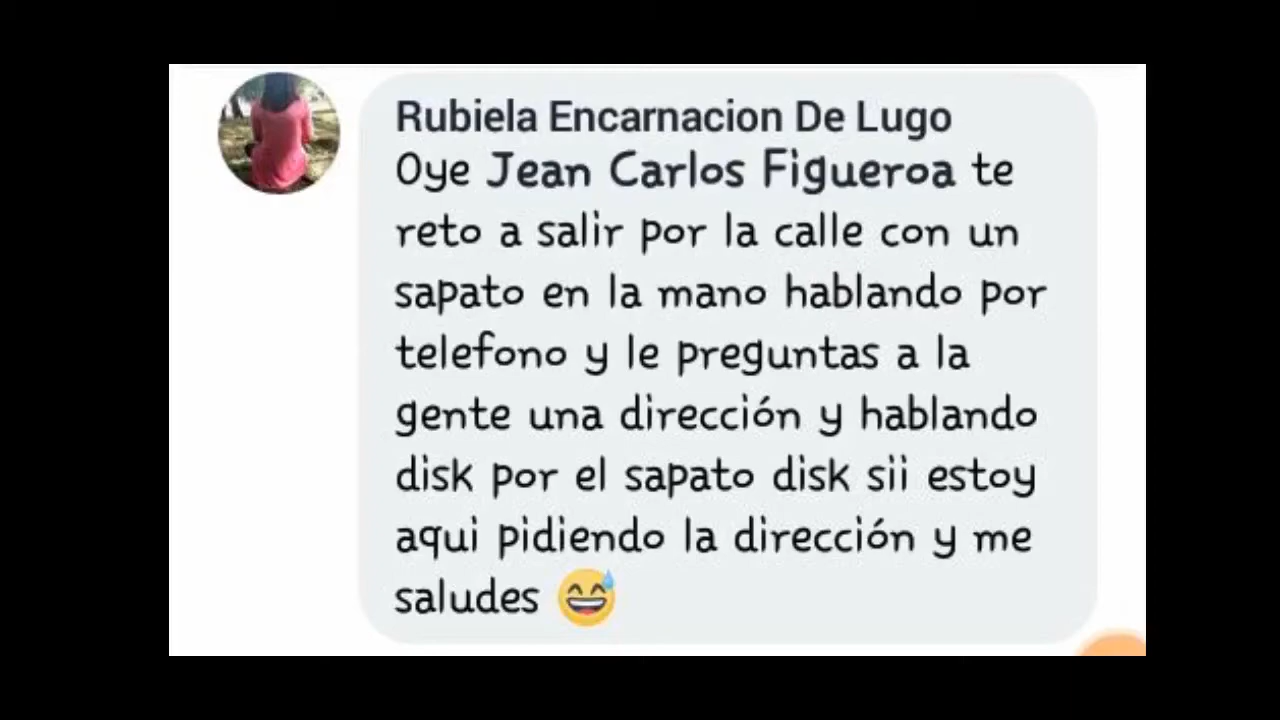 Rubiela Encarnacion De Lugo
Oye Jean Carlos Figueroa te
reto a salir por la calle con un
sapato en la mano hablando por
telefono y le preguntas a la
gente una dirección y hablando
disk por el sapato disk sii estoy
aqui pidiendo la dirección y me
saludes 😅